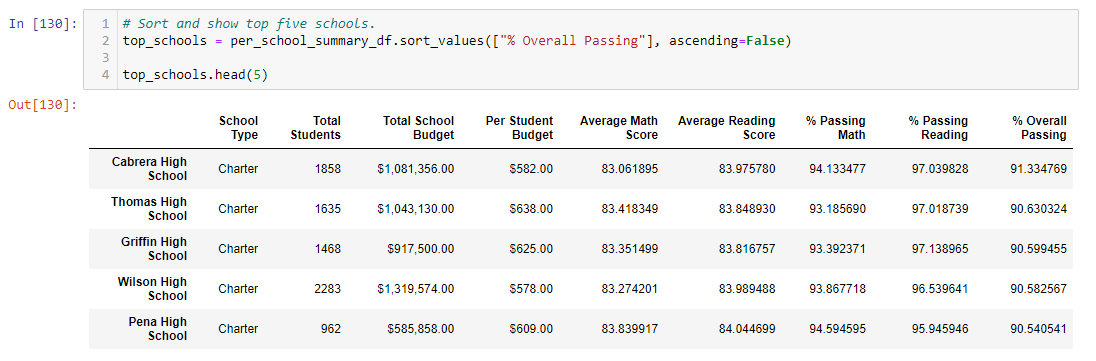 In [130]:
1 # Sort and show top five schools.
2 top_schools = per_school_summary_df.sort_values(["% Overall Passing"], ascending=False)
3
4 top_schools.head(5)
Out[130]:
School Type Total Students Total School Budget Per Student Budget Average Math Score Average Reading Score % Passing Math % Passing Reading % Overall Passing
Cabrera High School Charter 1858 $1,081,356.00 $582.00 83.061895 83.975780 94.133477 97.039828 91.334769
Thomas High School Charter 1635 $1,043,130.00 $638.00 83.418349 83.848930 93.185690 97.018739 90.630324
Griffin High School Charter 1468 $917,500.00 $625.00 83.351499 83.816757 93.392371 97.138965 90.599455
Wilson High School Charter 2283 $1,319,574.00 $578.00 83.274201 83.989488 93.867718 96.539641 90.582567
Pena High School Charter 962 $585,858.00 $609.00 83.839917 84.044699 94.594595 95.945946 90.540541